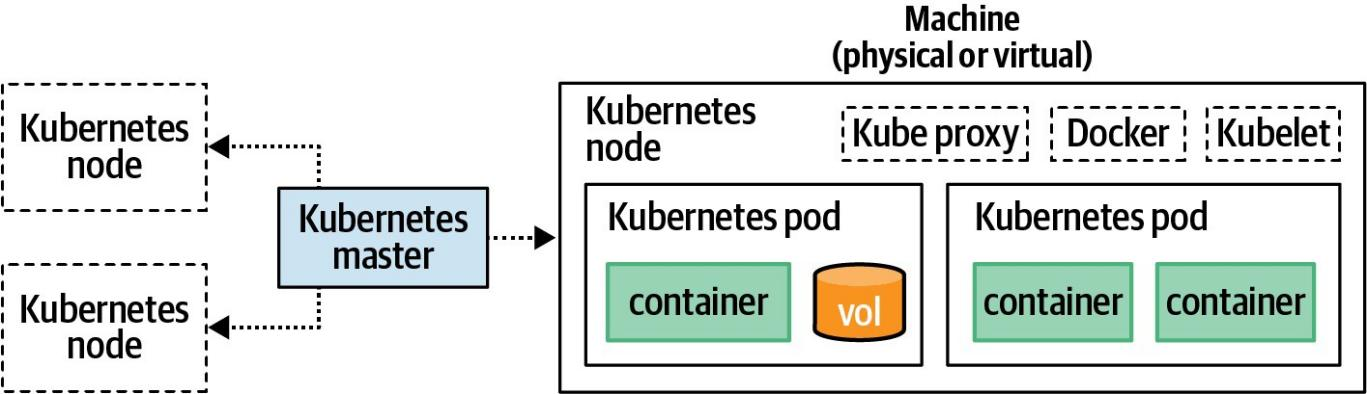 Machine
(physical or virtual)
Kubernetes
node
Kubernetes
node
Kubernetes
master
Kubernetes
node
Kube proxy
Docker
Kubelet
Kubernetes pod
container
vol
Kubernetes pod
container
container